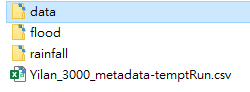 data
flood
rainfall
Yilan_3000_metadata-temptRun.csv